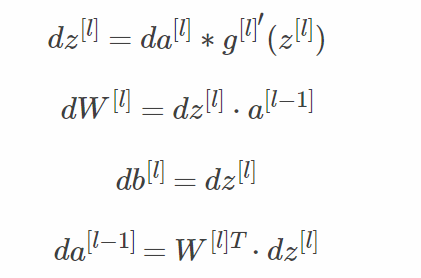 dz^{[l]} = da^{[l]} * g^{[l]'}(z^{[l]})
dW^{[l]} = dz^{[l]} · a^{[l-1]}
db^{[l]} = dz^{[l]}
da^{[l-1]} = W^{[l]T} · dz^{[l]}